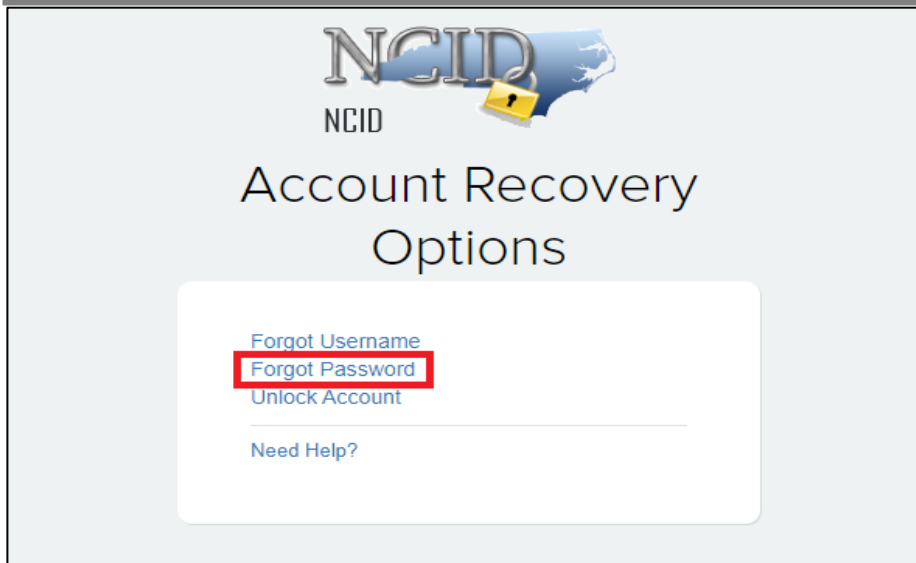 NCID
NCID
Account Recovery
Options
Forgot Username
Forgot Password
Unlock Account
Need Help?